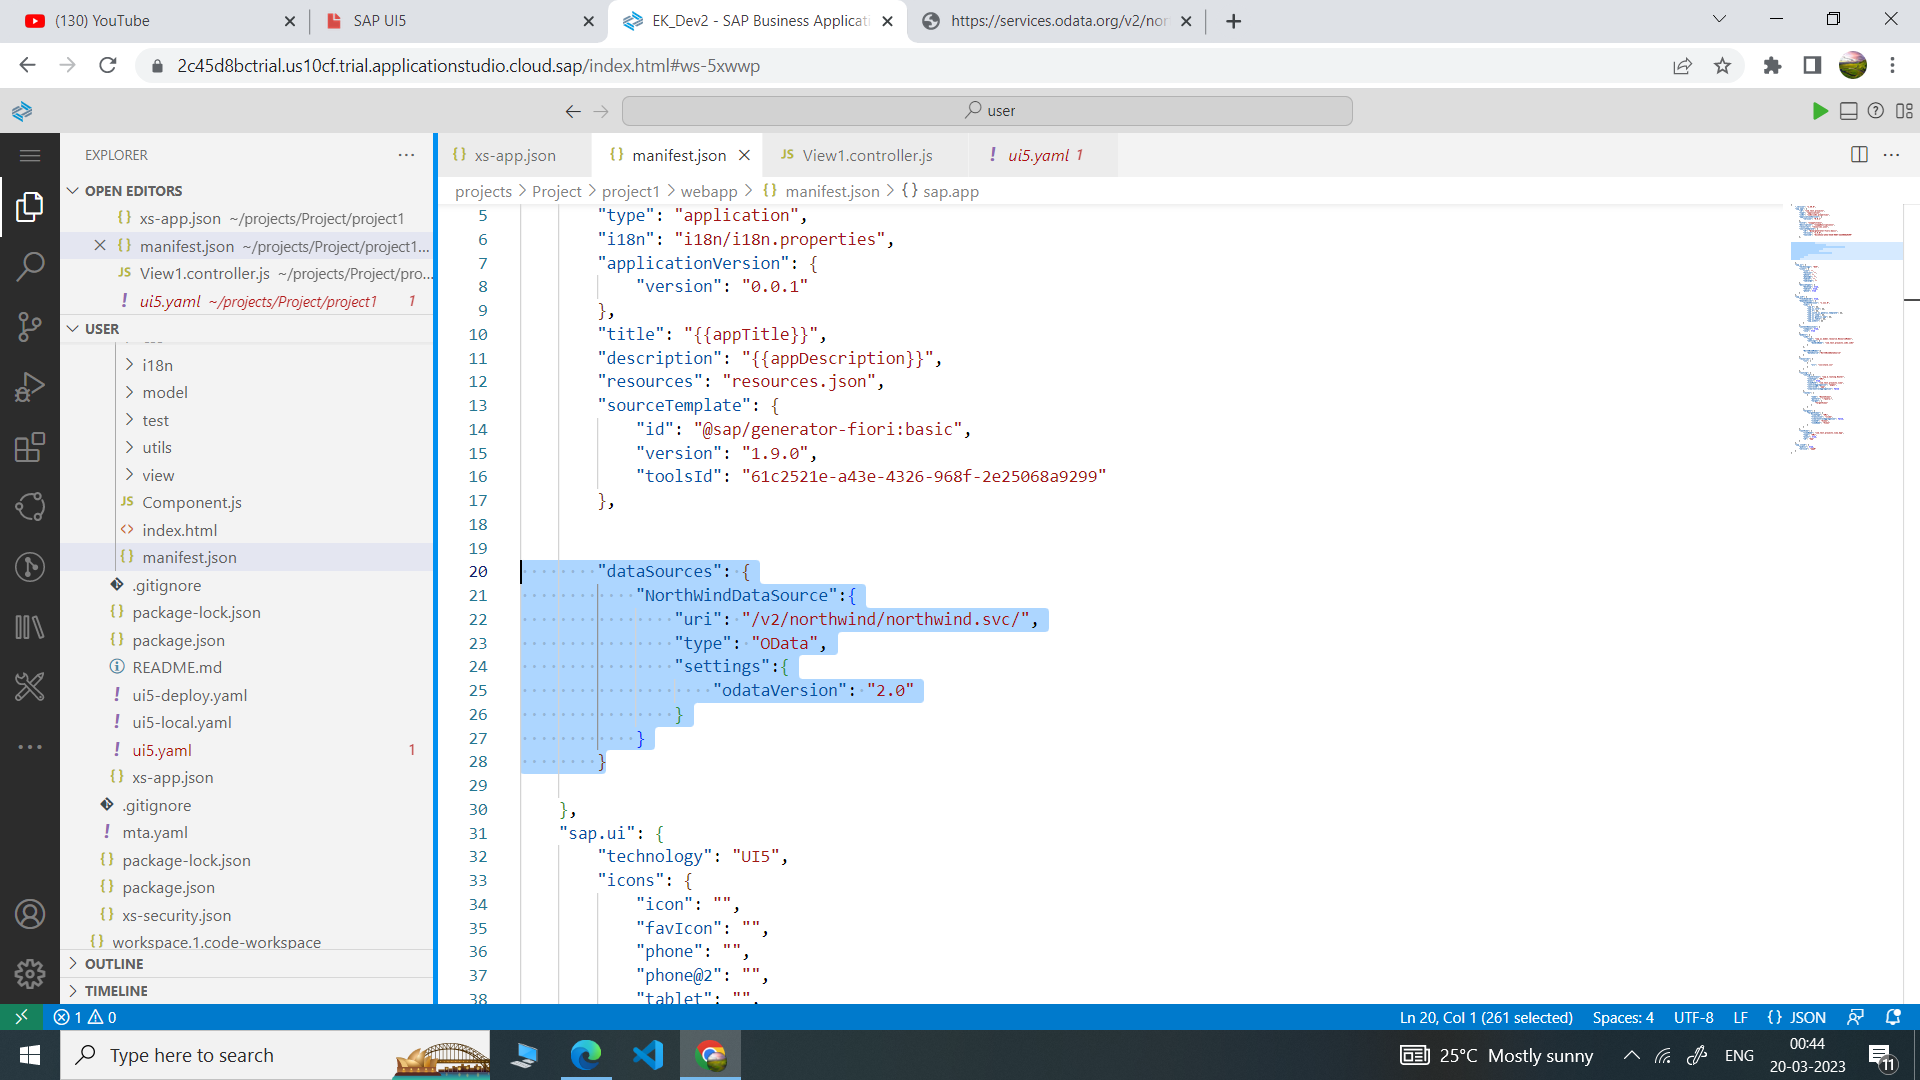 (130) YouTube
SAP UI5
EK_Dev2 - SAP Business Applicati
https://services.odata.org/v2/nor
2c45d8bctrial.us10cf.trial.applicationstudio.cloud.sap/index.html#ws-5xwwp
user
EXPLORER
OPEN EDITORS
{} xs-app.json ~/projects/Project/project1
{} manifest.json ~/projects/Project/project1...
JS View1.controller.js ~/projects/Project/pro...
! ui5.yaml ~/projects/Project/project1 1
USER
i18n
model
test
utils
view
JS Component.js
<> index.html
{} manifest.json
.gitignore
{} package-lock.json
{} package.json
README.md
! ui5-deploy.yaml
! ui5-local.yaml
! ui5.yaml 1
{} xs-app.json
.gitignore
! mta.yaml
{} package-lock.json
{} package.json
{} xs-security.json
{} workspace.1.code-workspace
OUTLINE
TIMELINE
{} xs-app.json
{} manifest.json
JS View1.controller.js
! ui5.yaml 1
projects > Project > project1 > webapp > {} manifest.json > {} sap.app
5 "type": "application",
6 "i18n": "i18n/i18n.properties",
7 "applicationVersion": {
8 "version": "0.0.1"
9 },
10 "title": "{{appTitle}}",
11 "description": "{{appDescription}}",
12 "resources": "resources.json",
13 "sourceTemplate": {
14 "id": "@sap/generator-fiori:basic",
15 "version": "1.9.0",
16 "toolsId": "61c2521e-a43e-4326-968f-2e25068a9299"
17 },
18
19
20 "dataSources": {
21 "NorthWindDataSource":{
22 "uri": "/v2/northwind/northwind.svc/",
23 "type": "OData",
24 "settings":{
25 "odataVersion": "2.0"
26 }
27 }
28 }
29
30 },
31 "sap.ui": {
32 "technology": "UI5",
33 "icons": {
34 "icon": "",
35 "favIcon": "",
36 "phone": "",
37 "phone@2": "",
38 "tablet": "",
1 0
Ln 20, Col 1 (261 selected)
Spaces: 4
UTF-8
LF
{} JSON
Type here to search
25°C Mostly sunny
ENG
00:44
20-03-2023
11